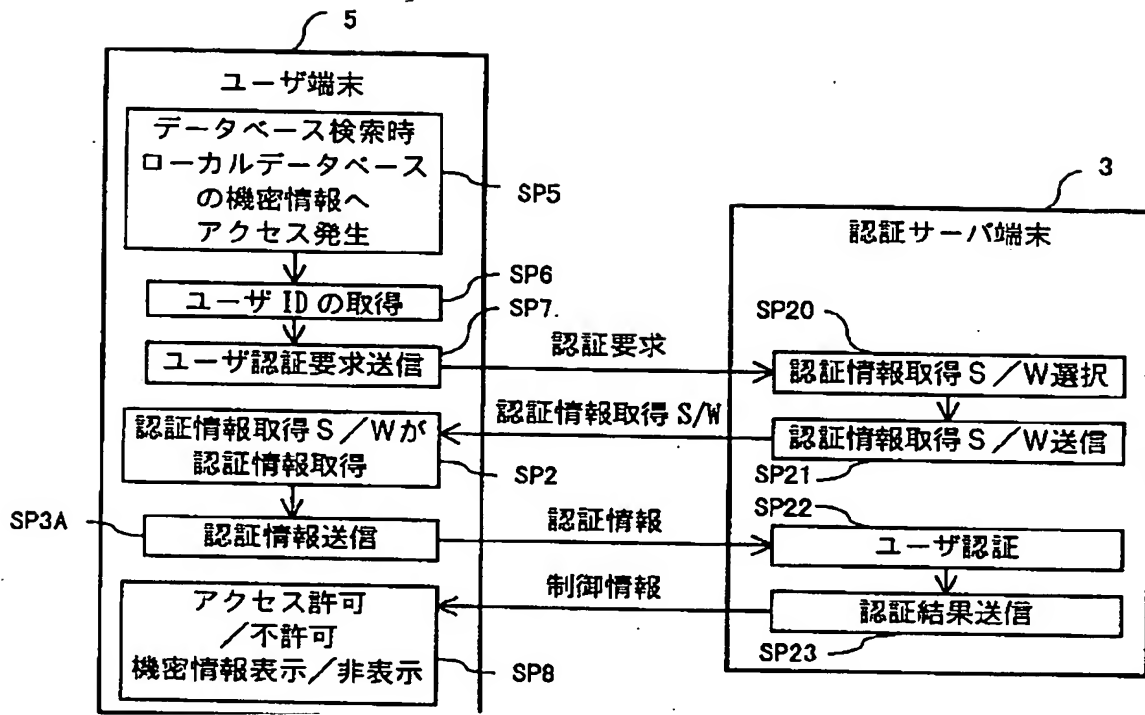 5
ユーザ端末
データベース検索時
ローカルデータベース
の機密情報へ
アクセス発生
SP5
ユーザ ID の取得
SP6
ユーザ認証要求送信
SP7.
認証要求
3
認証サーバ端末
SP20
認証情報取得 S /W選択
認証情報取得 S/W
認証情報取得 S /W送信
SP21
認証情報取得 S /Wが
認証情報取得
SP2
SP3A
認証情報送信
認証情報
SP22
ユーザ認証
制御情報
認証結果送信
SP23
アクセス許可
/不許可
機密情報表示/非表示
SP8